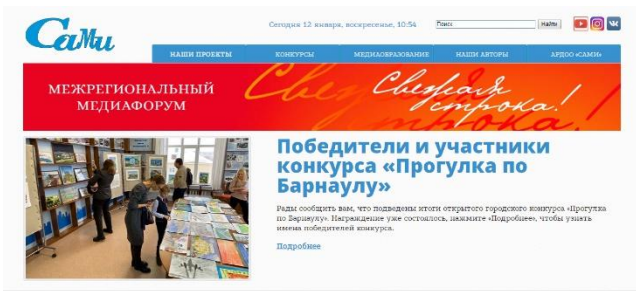 СаМи
Сегодня 12 января, воскресенье, 10:54
Поиск
Найти
НАШИ ПРОЕКТЫ
КОНКУРСЫ
МЕДИАОБРАЗОВАНИЕ
НАШИ АВТОРЫ
АРДОО «САМИ»
МЕЖРЕГИОНАЛЬНЫЙ
МЕДИАФОРУМ
Свежая
строка!
Победители и участники
конкурса «Прогулка по
Барнаулу»
Рады сообщить вам, что подведены итоги открытого городского конкурса «Прогулка
по Барнаулу». Награждение уже состоялось, нажмите «Подробнее», чтобы узнать
имена победителей конкурса.
Подробнее